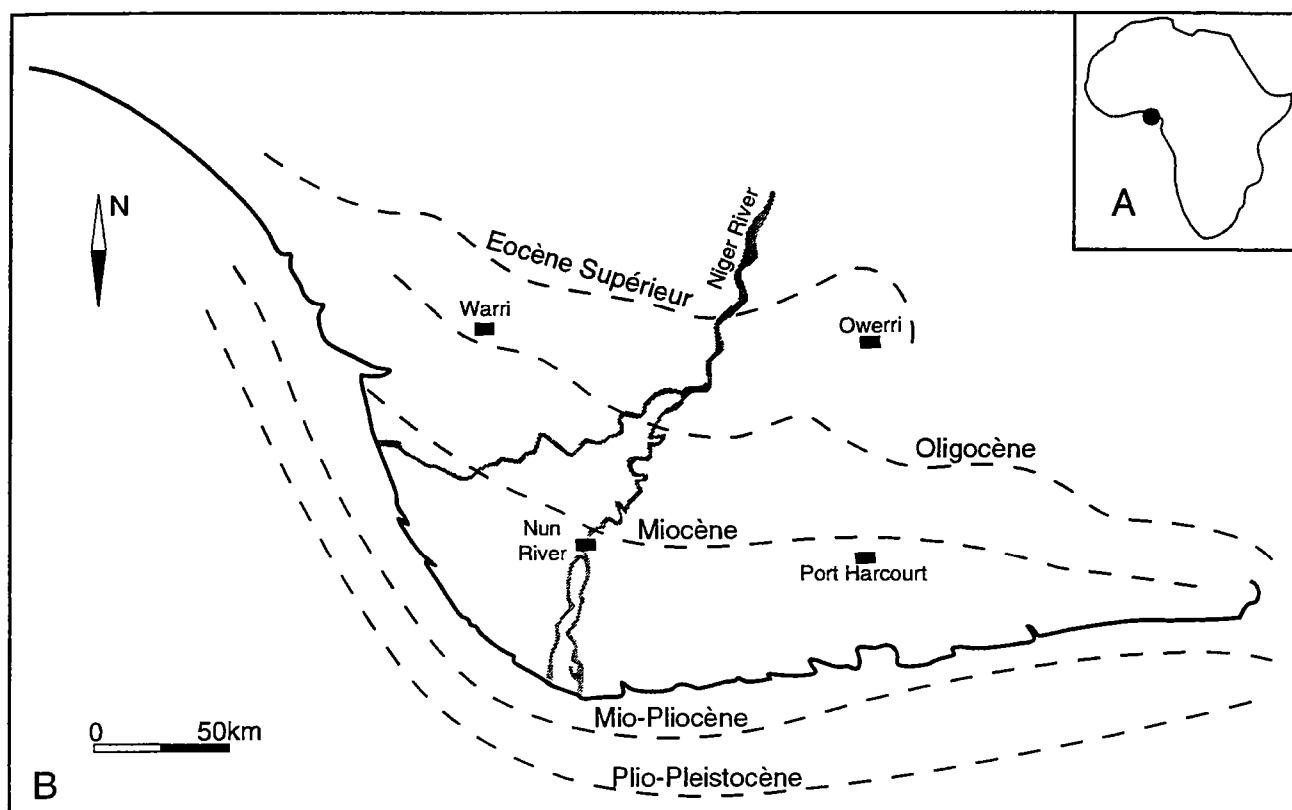 A
N
Niger River
Eocène Supérieur
Warri
Owerri
Oligocène
Nun
River
Miocène
Port Harcourt
Mio-Pliocène
0 50km
Plio-Pleistocène
B